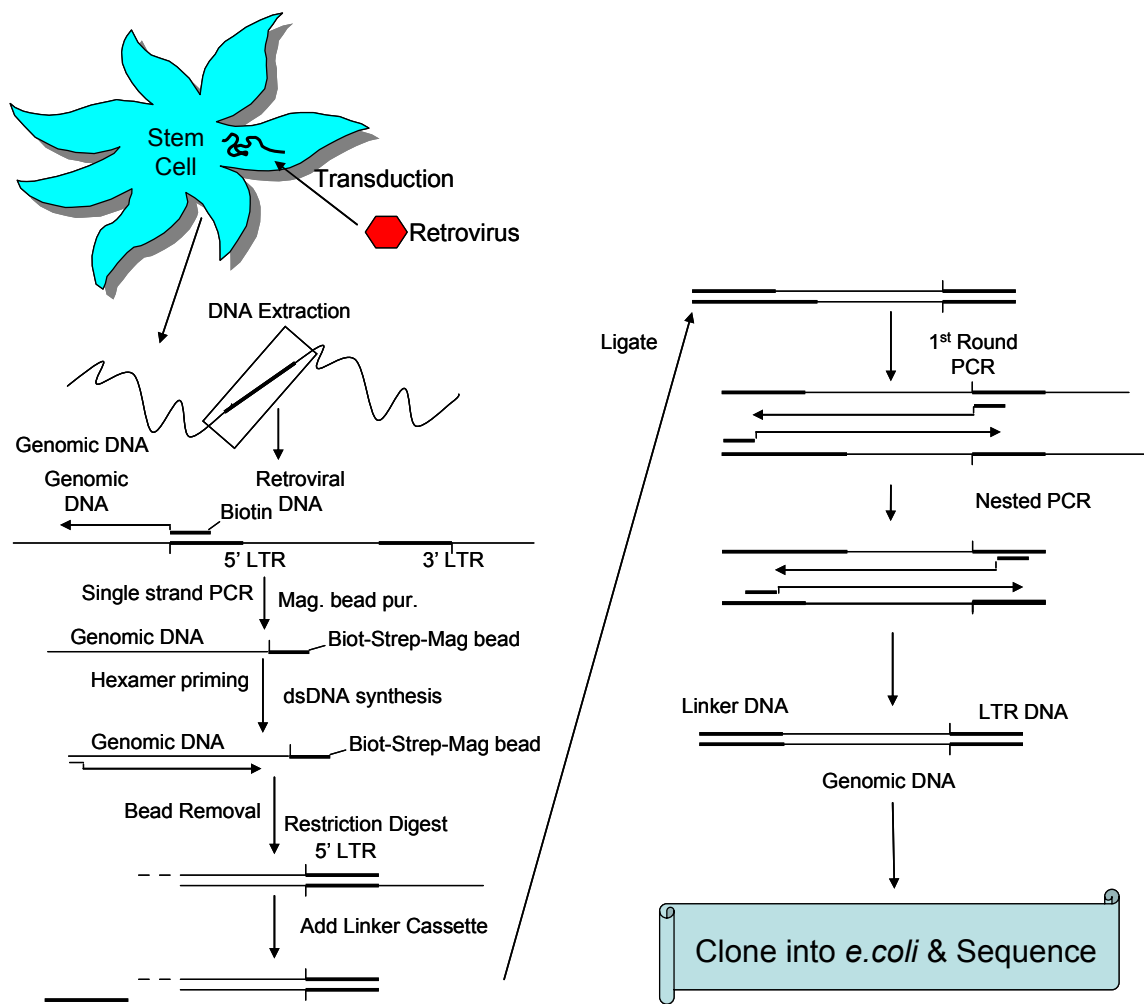 Stem
Cell
Transduction
Retrovirus
DNA Extraction
Genomic DNA
Genomic
DNA
Retroviral
DNA
Biotin
5' LTR
3' LTR
Single strand PCR
Mag. bead pur.
Genomic DNA
Biot-Strep-Mag bead
Hexamer priming
dsDNA synthesis
Genomic DNA
Biot-Strep-Mag bead
Bead Removal
Restriction Digest
5' LTR
Add Linker Cassette
Ligate
1st Round
PCR
Nested PCR
Linker DNA
LTR DNA
Genomic DNA
Clone into e.coli & Sequence